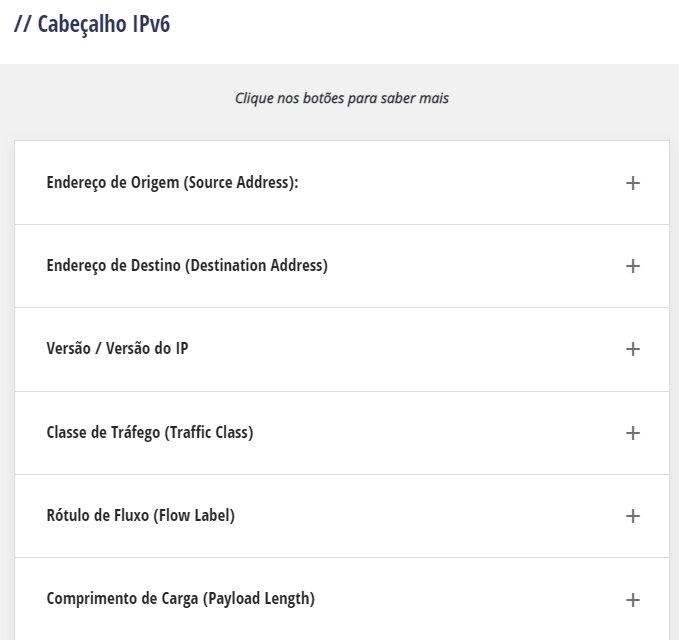 // Cabeçalho IPv6
Clique nos botões para saber mais
Endereço de Origem (Source Address):
Endereço de Destino (Destination Address)
Versão / Versão do IP
Classe de Tráfego (Traffic Class)
Rótulo de Fluxo (Flow Label)
Comprimento de Carga (Payload Length)